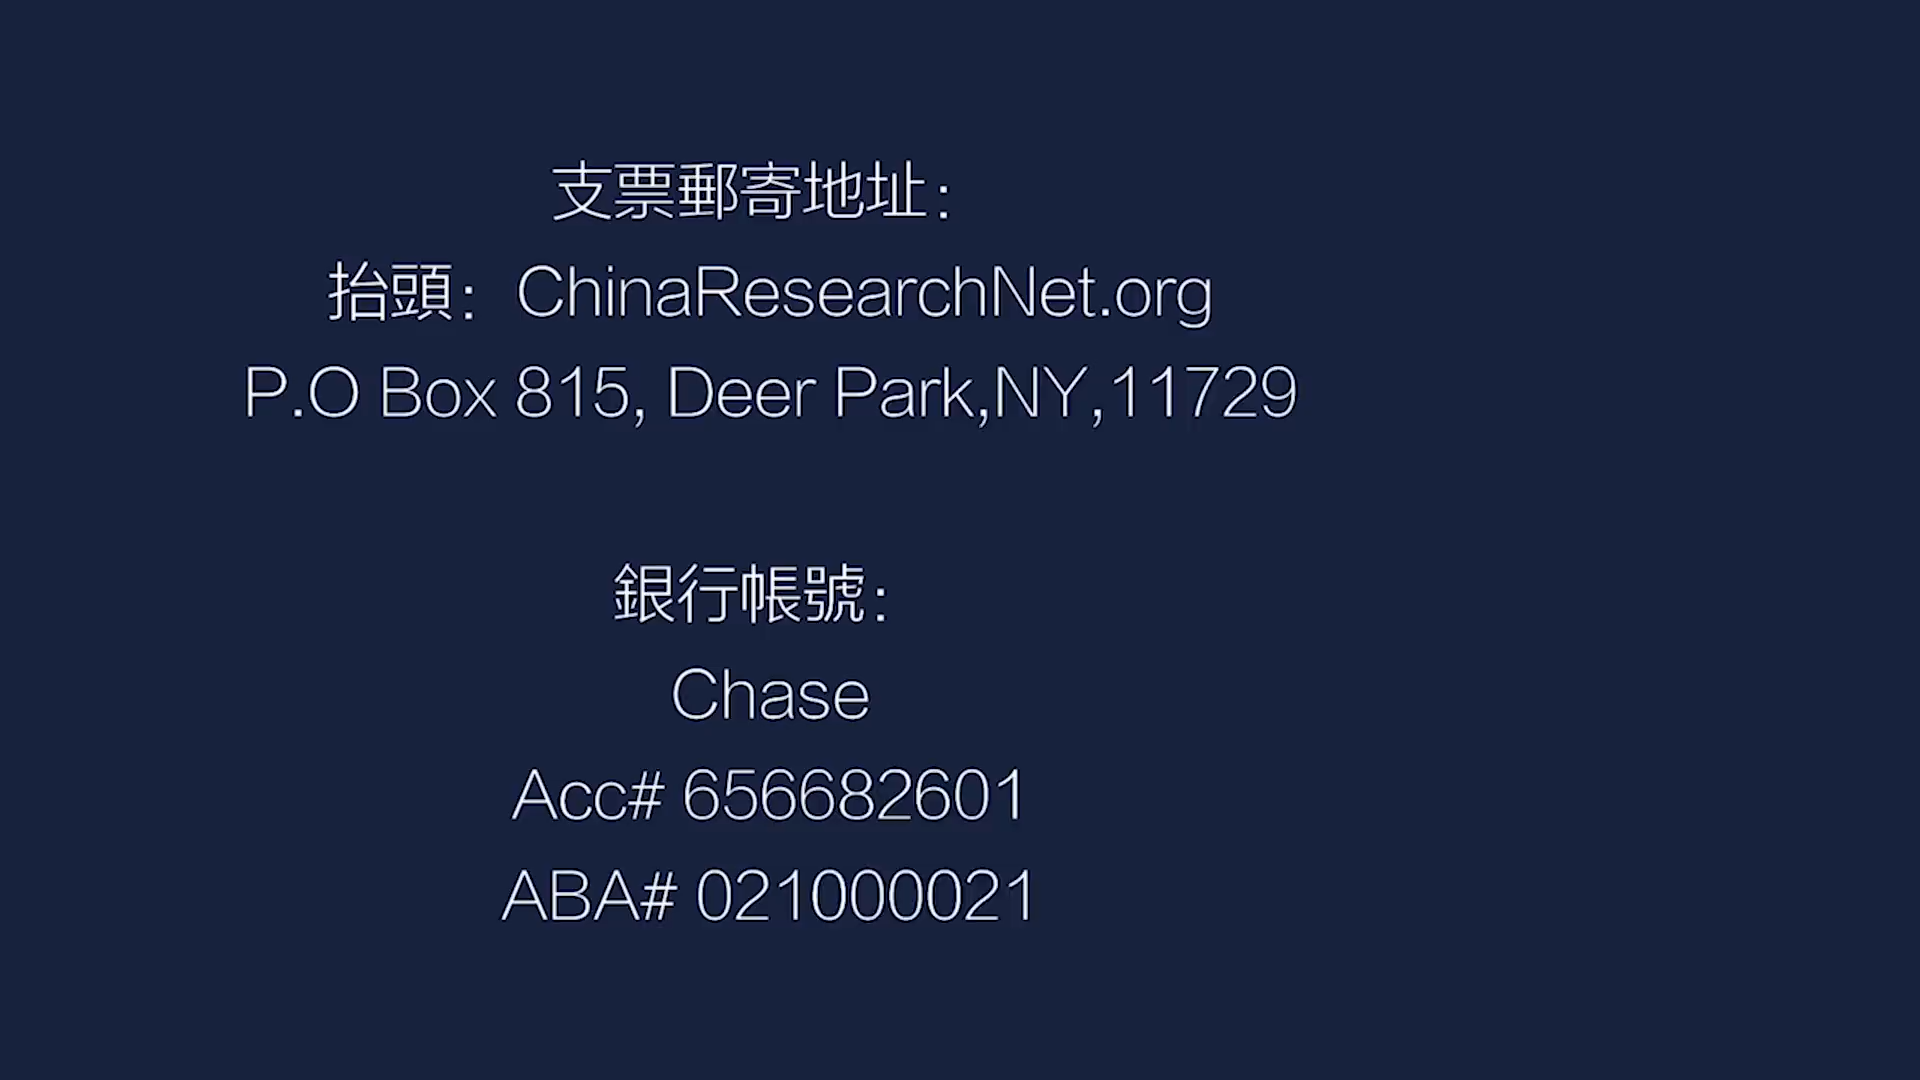 支票郵寄地址：
抬頭：ChinaResearchNet.org
P.O Box 815, Deer Park,NY,11729
銀行帳號：
Chase
Acc# 656682601
ABA# 021000021